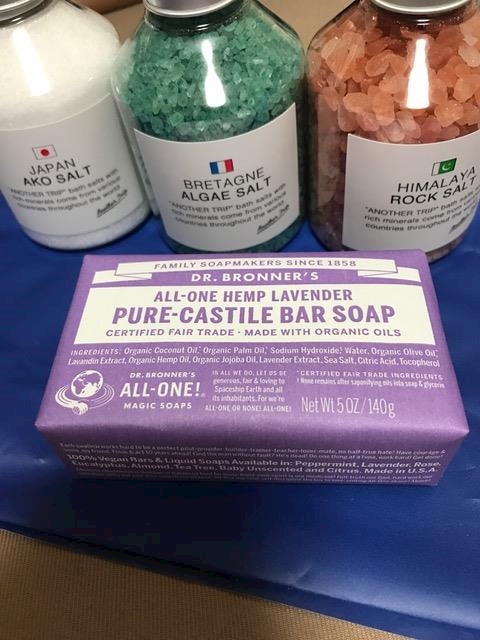 JAPAN
AKO SALT
"ANOTHER TRIP" bath salts with
rich minerals come from various
countries throughout the world
Another Trip
BRETAGNE
ALGAE SALT
"ANOTHER TRIP" bath salts with
rich minerals come from various
countries throughout the world
Another Trip
HIMALAYA
ROCK SALT
"ANOTHER TRIP" bath salts
rich minerals come from various
countries throughout the world
FAMILY SOAPMAKERS SINCE 1858
DR. BRONNER'S
ALL-ONE HEMP LAVENDER
PURE-CASTILE BAR SOAP
CERTIFIED FAIR TRADE · MADE WITH ORGANIC OILS
INGREDIENTS: Organic Coconut Oil,* Organic Palm Oil,* Sodium Hydroxide,† Water, Organic Olive Oil,*
Lavandin Extract, Organic Hemp Oil, Organic Jojoba Oil, Lavender Extract, Sea Salt, Citric Acid, Tocopherol
*CERTIFIED FAIR TRADE INGREDIENTS
† None remains after saponifying oils into soap & glycerin
DR. BRONNER'S
ALL-ONE!
MAGIC SOAPS
IN ALL WE DO, LET US BE
generous, fair & loving to
Spaceship Earth and all
its inhabitants. For we're
ALL-ONE OR NONE! ALL-ONE!
Net Wt 5 OZ/140g
100% Vegan Bars & Liquid Soaps Available in: Peppermint, Lavender, Rose,
Eucalyptus, Almond, Tea Tree, Baby Unscented and Citrus. Made in U.S.A.